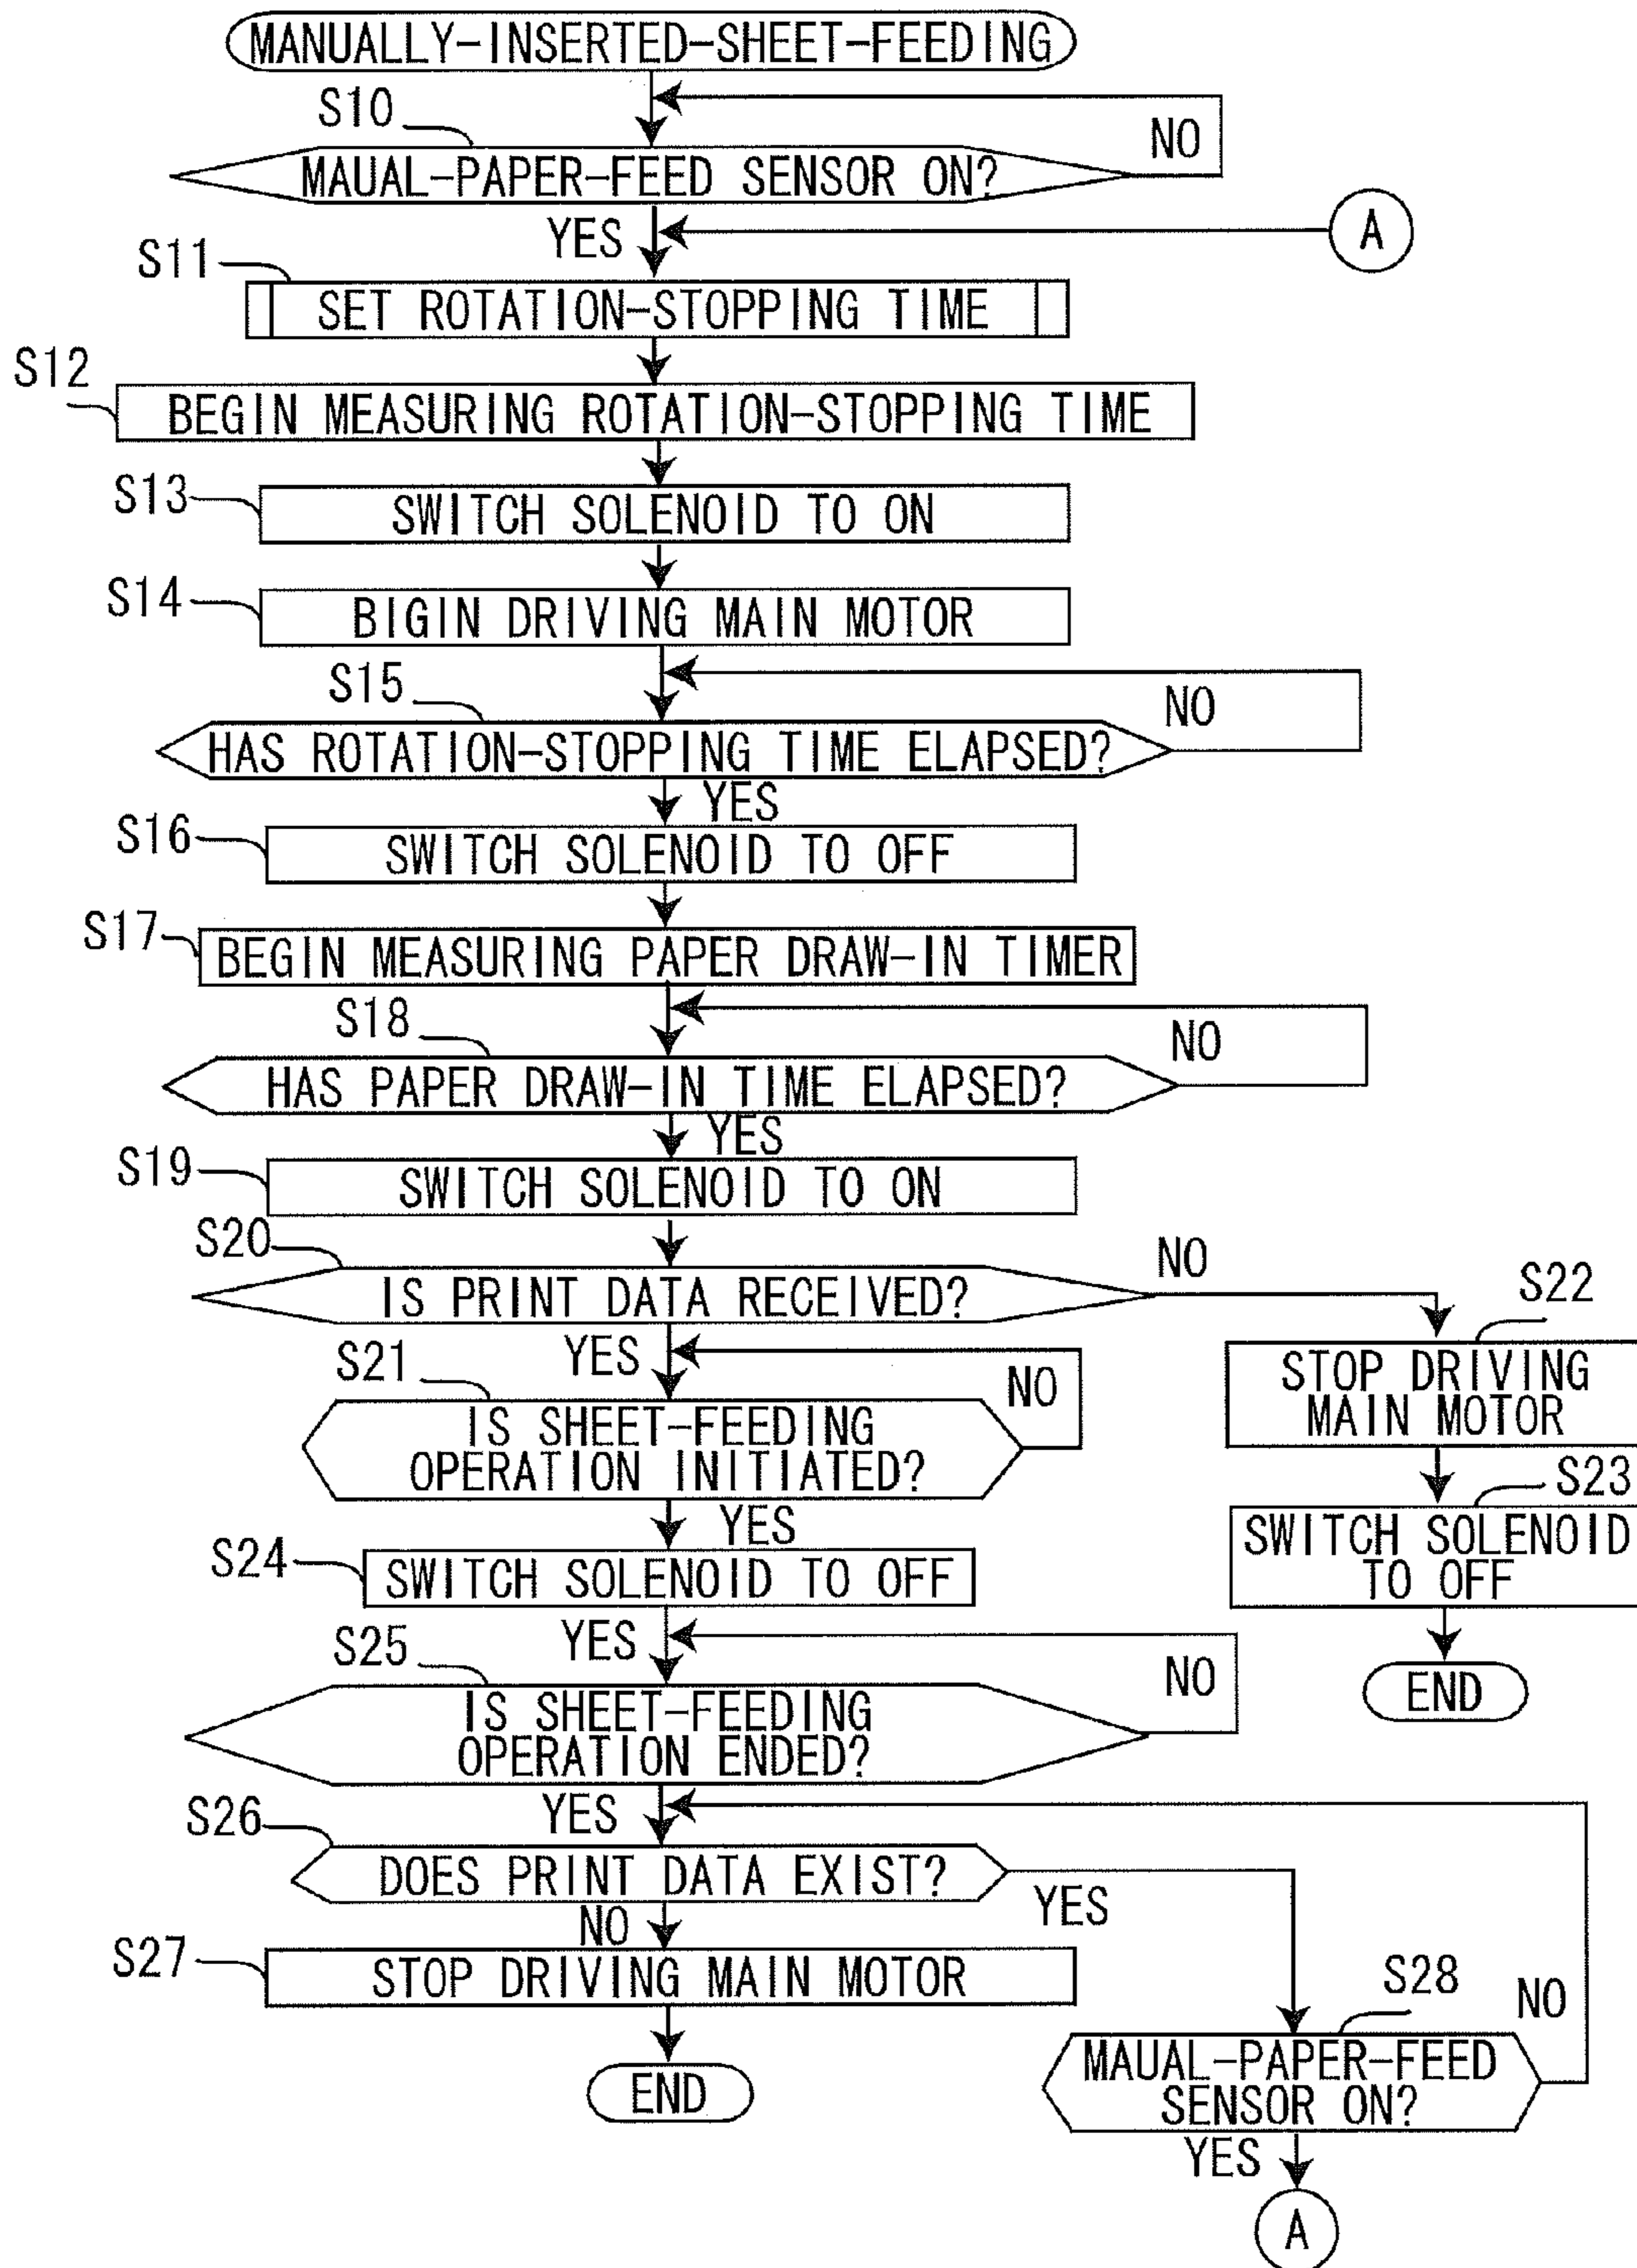 MANUALLY-INSERTED-SHEET-FEEDING
S10
NO
MAUAL-PAPER-FEED SENSOR ON?
YES
A
S11
SET ROTATION-STOPPING TIME
S12
BEGIN MEASURING ROTATION-STOPPING TIME
S13
SWITCH SOLENOID TO ON
S14
BIGIN DRIVING MAIN MOTOR
S15
NO
HAS ROTATION-STOPPING TIME ELAPSED?
YES
S16
SWITCH SOLENOID TO OFF
S17
BEGIN MEASURING PAPER DRAW-IN TIMER
S18
NO
HAS PAPER DRAW-IN TIME ELAPSED?
YES
S19
SWITCH SOLENOID TO ON
S20
NO
IS PRINT DATA RECEIVED?
S22
STOP DRIVING
MAIN MOTOR
S23
SWITCH SOLENOID
TO OFF
END
YES
S21
NO
IS SHEET-FEEDING
OPERATION INITIATED?
YES
S24
SWITCH SOLENOID TO OFF
YES
S25
NO
IS SHEET-FEEDING
OPERATION ENDED?
YES
S26
DOES PRINT DATA EXIST?
YES
NO
S27
STOP DRIVING MAIN MOTOR
END
S28
NO
MAUAL-PAPER-FEED
SENSOR ON?
YES
A